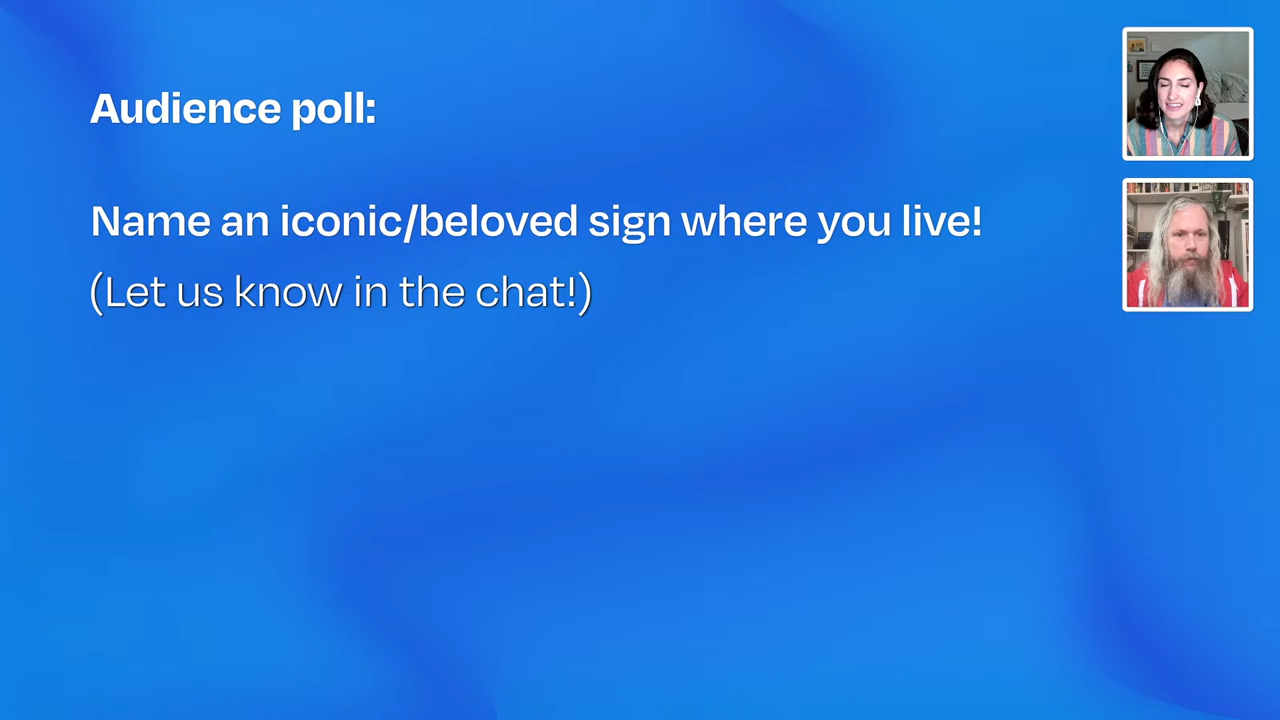 Audience poll:
Name an iconic/beloved sign where you live!
(Let us know in the chat!)